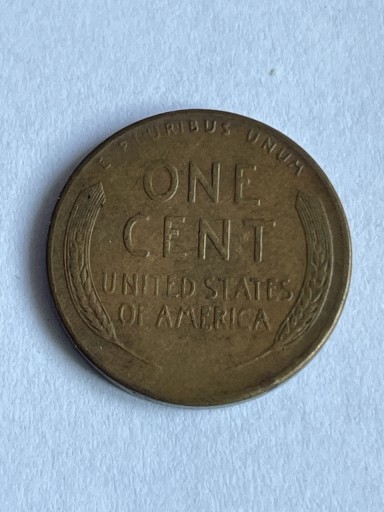 E PLURIBUS UNUM
ONE
CENT
UNITED STATES
OF AMERICA